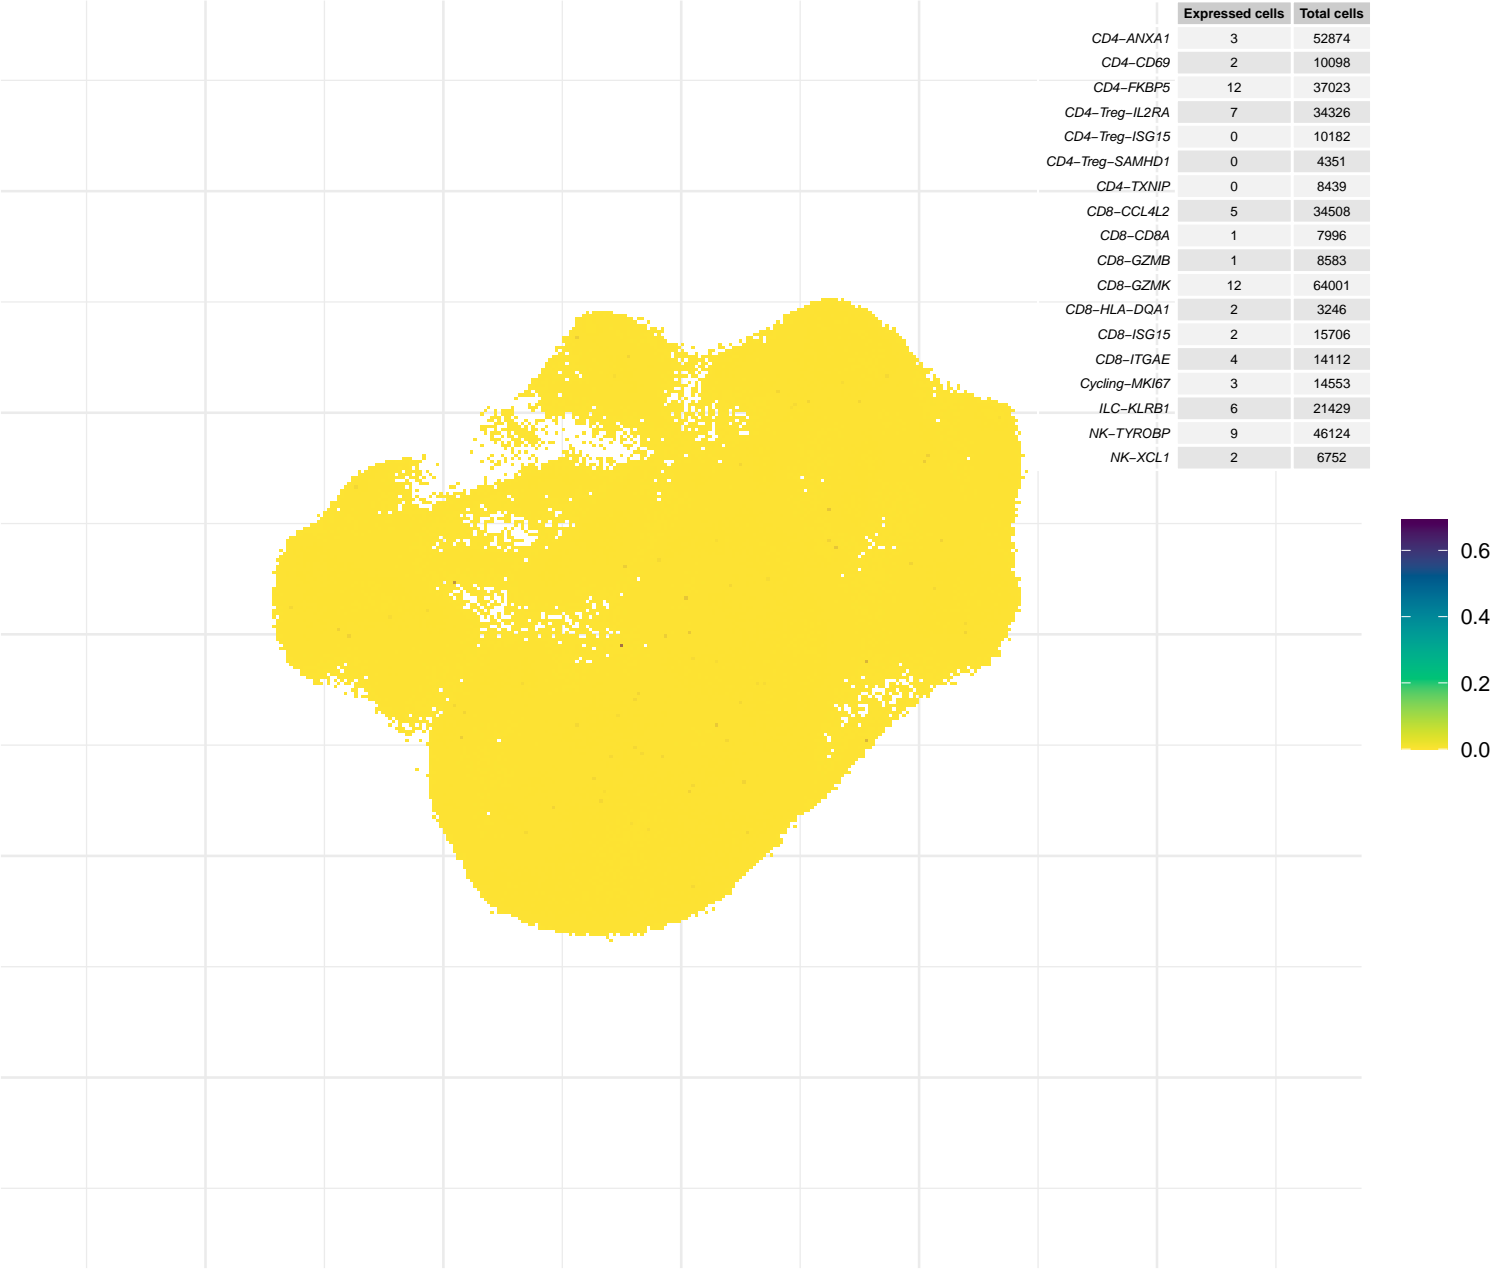 Expressed cells Total cells
CD4−ANXA1 3 52874
CD4−CD69 2 10098
CD4−FKBP5 12 37023
CD4−Treg−IL2RA 7 34326
CD4−Treg−ISG15 0 10182
CD4−Treg−SAMHD1 0 4351
CD4−TXNIP 0 8439
CD8−CCL4L2 5 34508
CD8−CD8A 1 7996
CD8−GZMB 1 8583
CD8−GZMK 12 64001
CD8−HLA−DQA1 2 3246
CD8−ISG15 2 15706
CD8−ITGAE 4 14112
Cycling−MKI67 3 14553
ILC−KLRB1 6 21429
NK−TYROBP 9 46124
NK−XCL1 2 6752
0.6
0.4
0.2
0.0